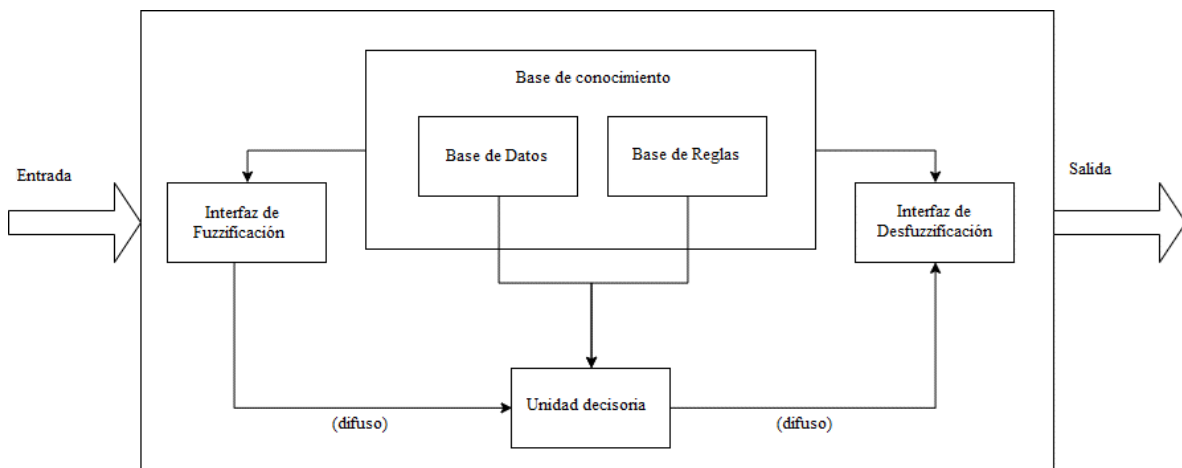 Base de conocimiento
Base de Datos
Base de Reglas
Entrada
Salida
Interfaz de
Fuzzificación
Interfaz de
Desfuzzificación
Unidad decisoria
(difuso)
(difuso)